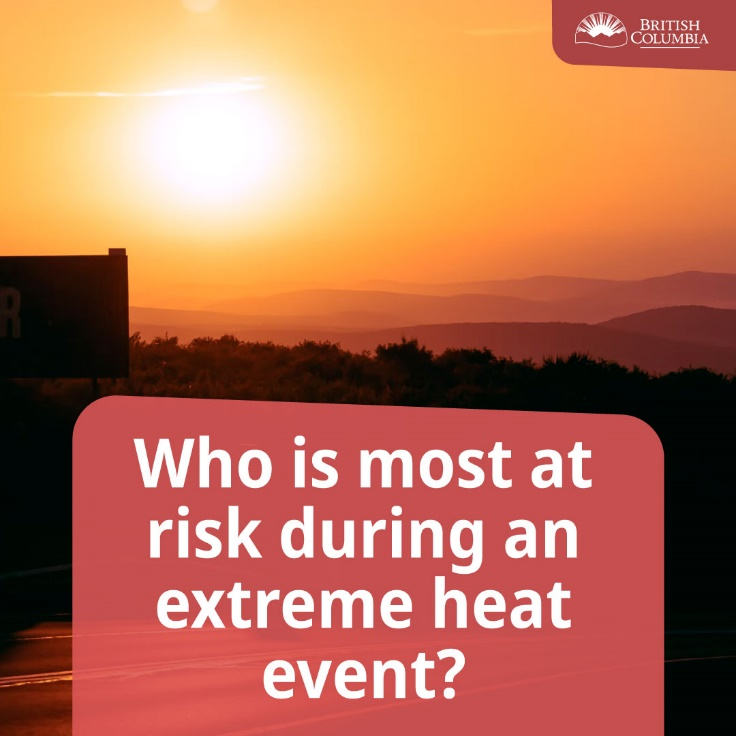 BRITISH
COLUMBIA
R
Who is most at
risk during an
extreme heat
event?